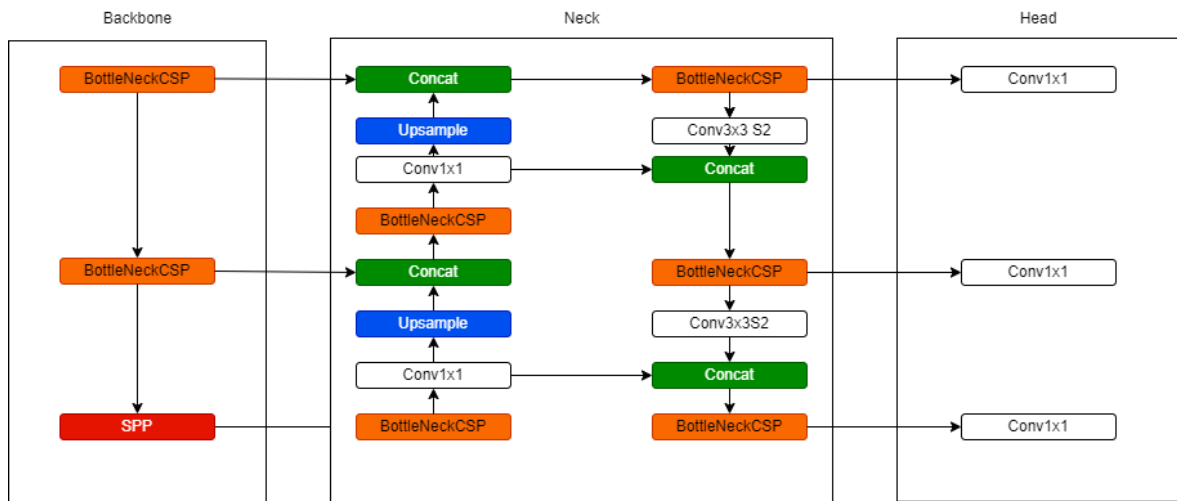 Backbone
Neck
Head
BottleNeckCSP
Concat
BottleNeckCSP
Conv1x1
Upsample
Conv3x3 S2
Conv1x1
Concat
BottleNeckCSP
BottleNeckCSP
Concat
BottleNeckCSP
Conv1x1
Upsample
Conv3x3S2
Conv1x1
Concat
SPP
BottleNeckCSP
BottleNeckCSP
Conv1x1